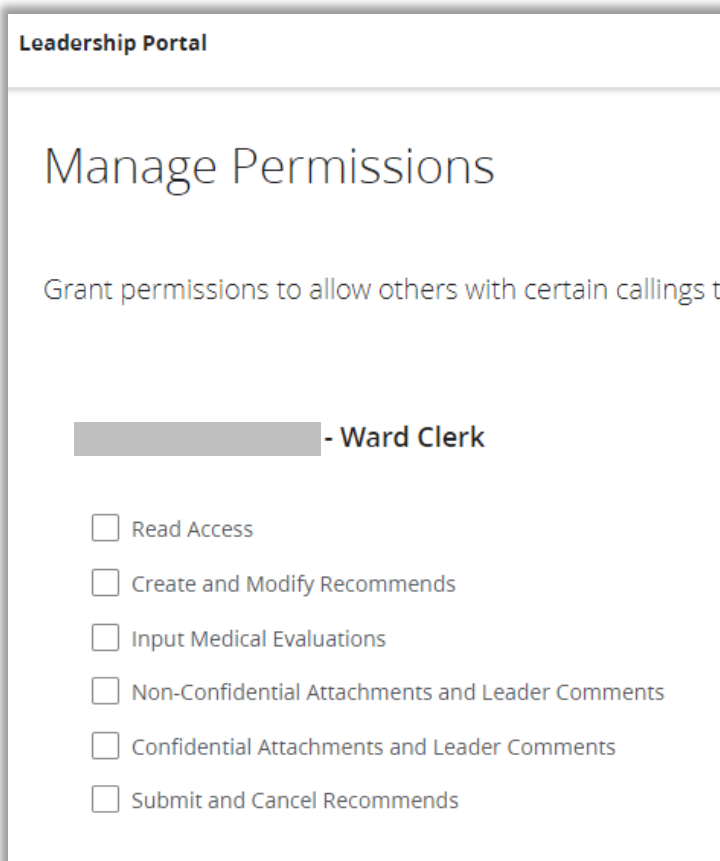 Leadership Portal
Manage Permissions
Grant permissions to allow others with certain callings t
- Ward Clerk
Read Access
Create and Modify Recommends
Input Medical Evaluations
Non-Confidential Attachments and Leader Comments
Confidential Attachments and Leader Comments
Submit and Cancel Recommends